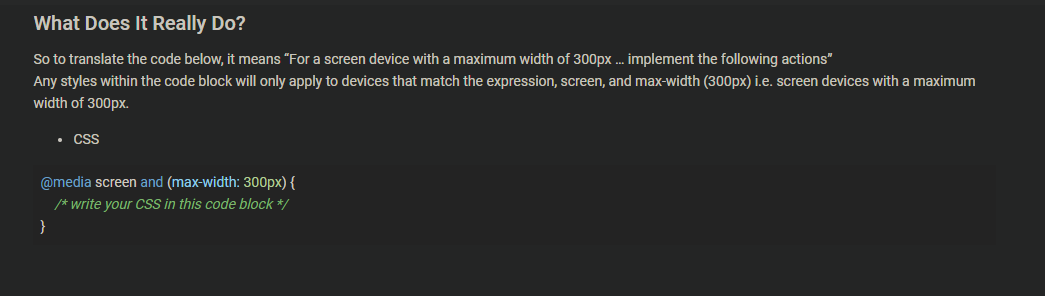 What Does It Really Do?
So to translate the code below, it means “For a screen device with a maximum width of 300px … implement the following actions”
Any styles within the code block will only apply to devices that match the expression, screen, and max-width (300px) i.e. screen devices with a maximum
width of 300px.
• CSS
@media screen and (max-width: 300px) {
    /* write your CSS in this code block */
}